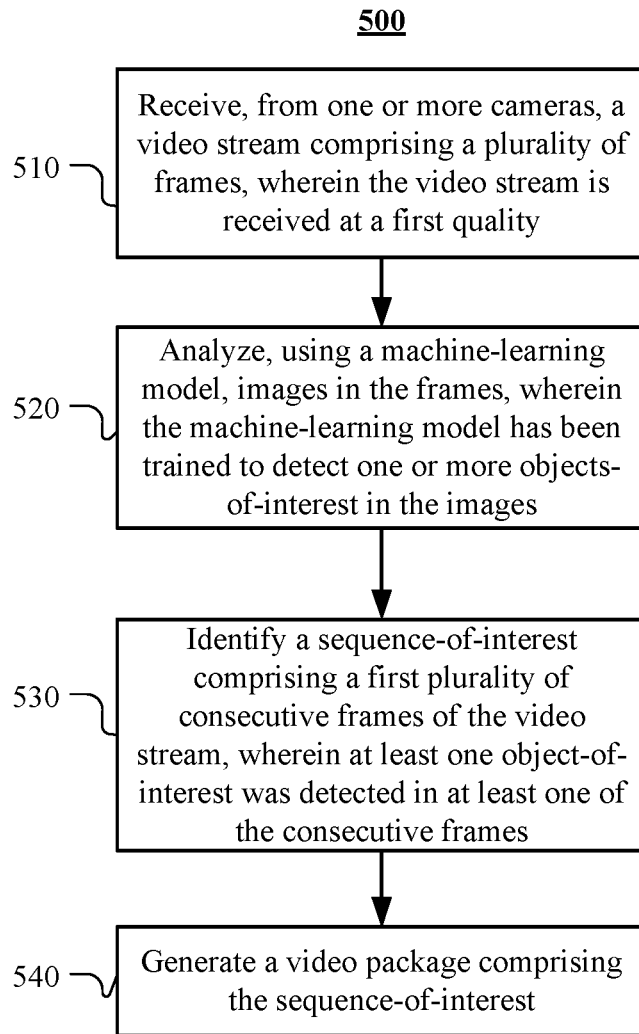 500
Receive, from one or more cameras, a
video stream comprising a plurality of
frames, wherein the video stream is
received at a first quality
510
Analyze, using a machine-learning
model, images in the frames, wherein
the machine-learning model has been
trained to detect one or more objects-
of-interest in the images
520
Identify a sequence-of-interest
comprising a first plurality of
consecutive frames of the video
stream, wherein at least one object-of-
interest was detected in at least one of
the consecutive frames
530
Generate a video package comprising
the sequence-of-interest
540